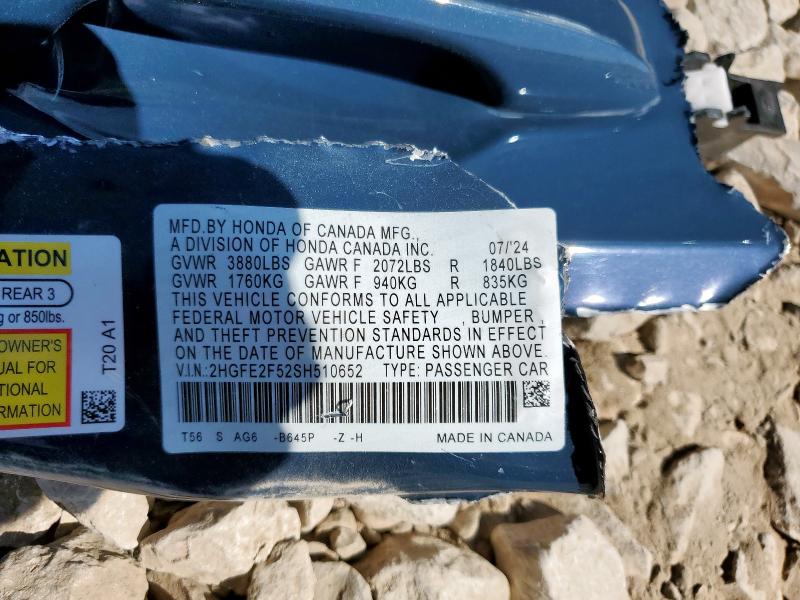 ATION
REAR 3
g or 850lbs.
OWNER'S
UAL FOR
TIONAL
ORMATION
T20 A1
MFD.BY HONDA OF CANADA MFG.,
A DIVISION OF HONDA CANADA INC. 07/'24
GVWR 3880LBS GAWR F 2072LBS R 1840LBS
GVWR 1760KG GAWR F 940KG R 835KG
THIS VEHICLE CONFORMS TO ALL APPLICABLE
FEDERAL MOTOR VEHICLE SAFETY , BUMPER ,
AND THEFT PREVENTION STANDARDS IN EFFECT
ON THE DATE OF MANUFACTURE SHOWN ABOVE.
V.I.N.:2HGFE2F52SH510652 TYPE: PASSENGER CAR
T56 S AG6 -B645P -Z -H MADE IN CANADA